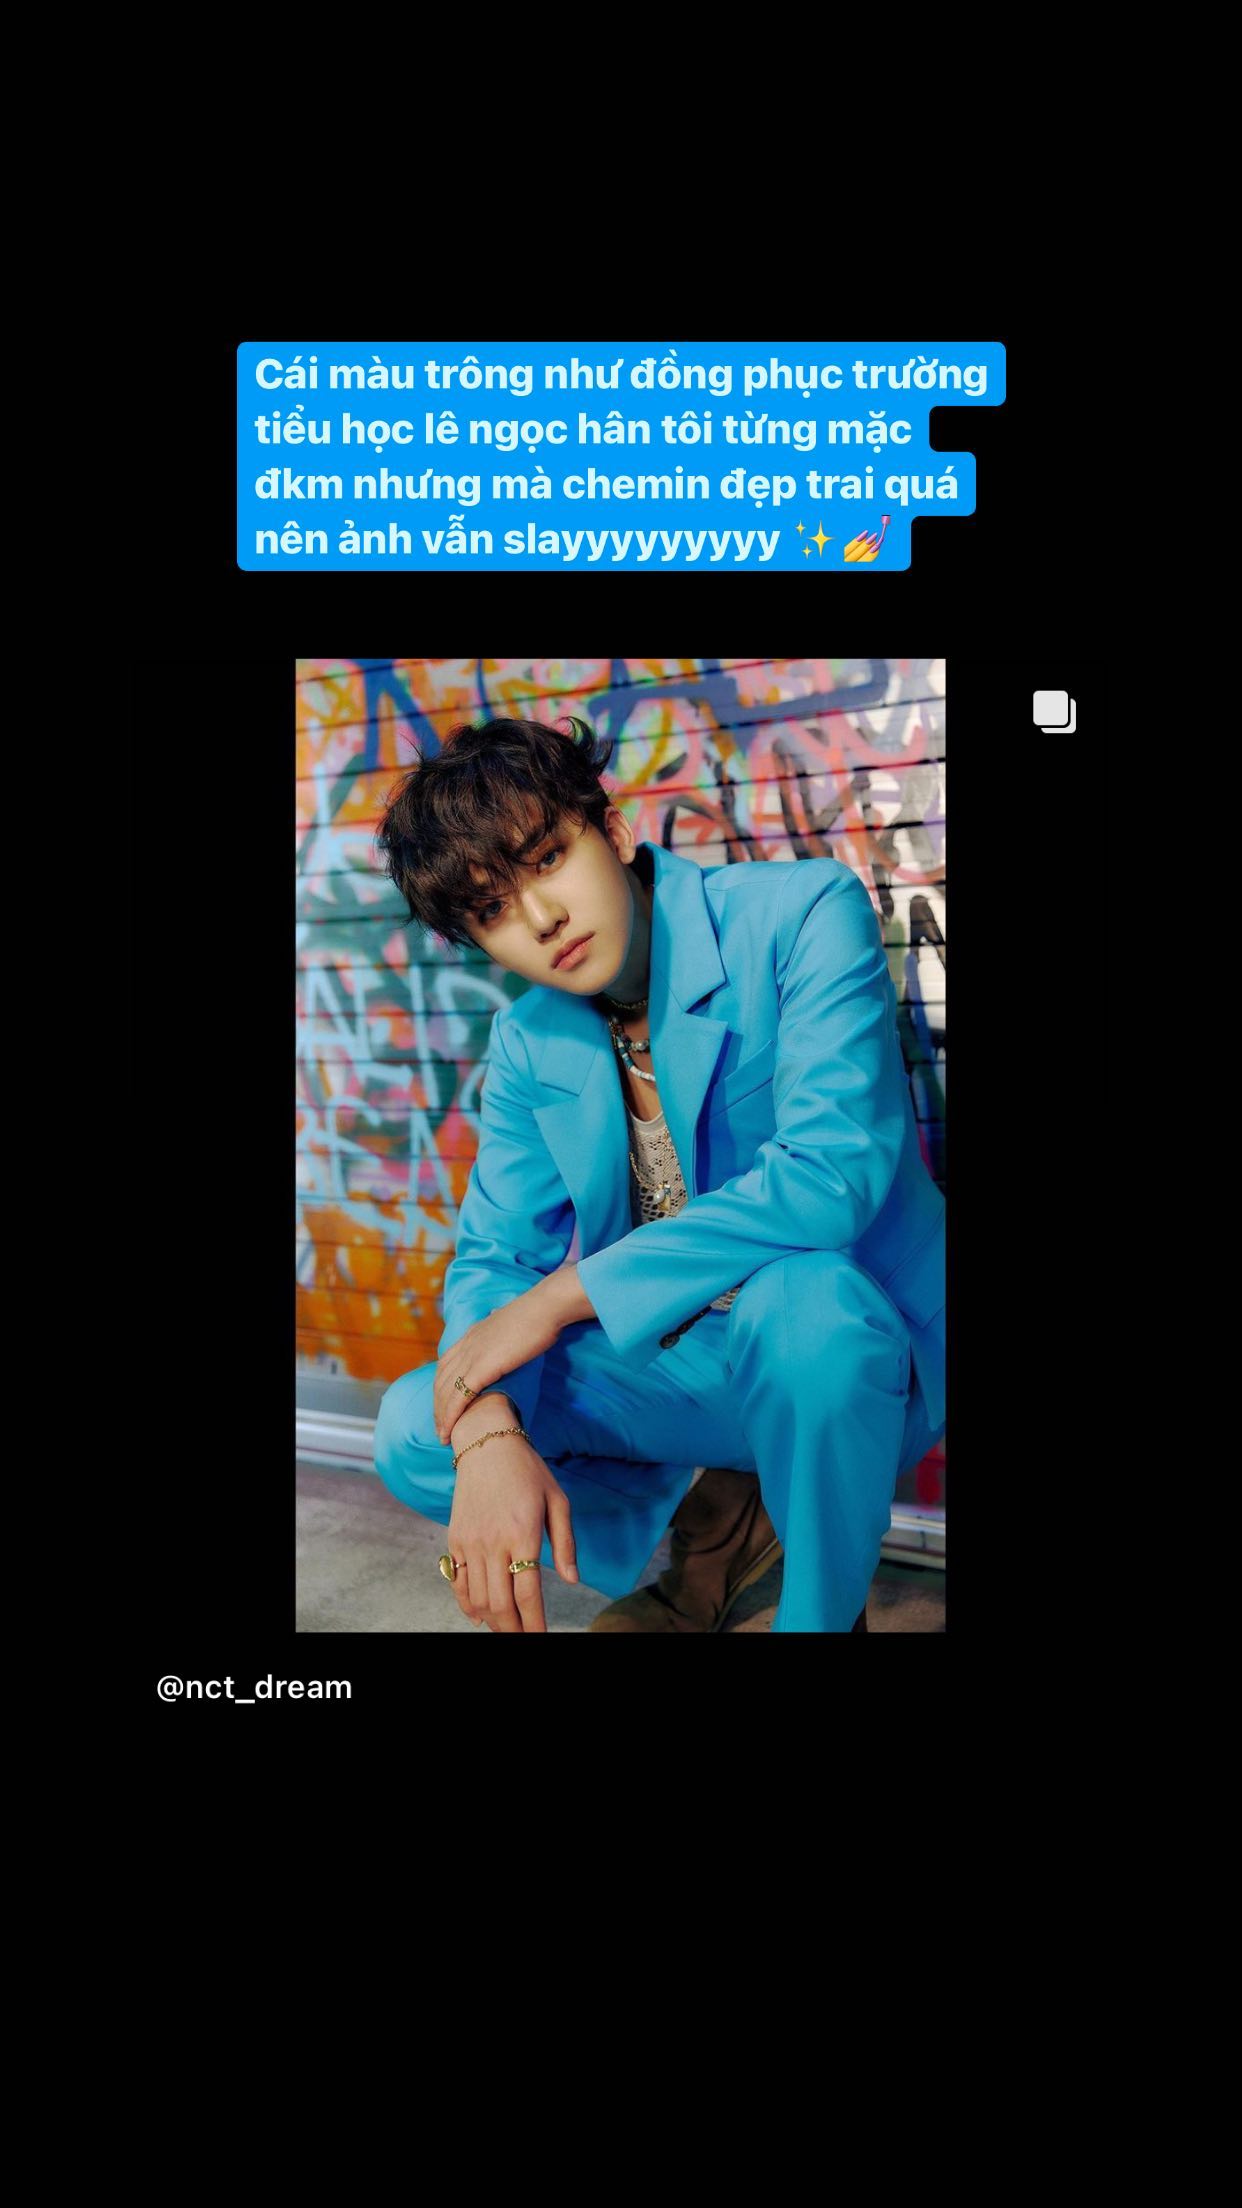 Cái màu trông như đồng phục trường
tiểu học lê ngọc hân tôi từng mặc
đkm nhưng mà chemin đẹp trai quá
nên ảnh vẫn slayyyyyyyyy ✨💅
@nct_dream